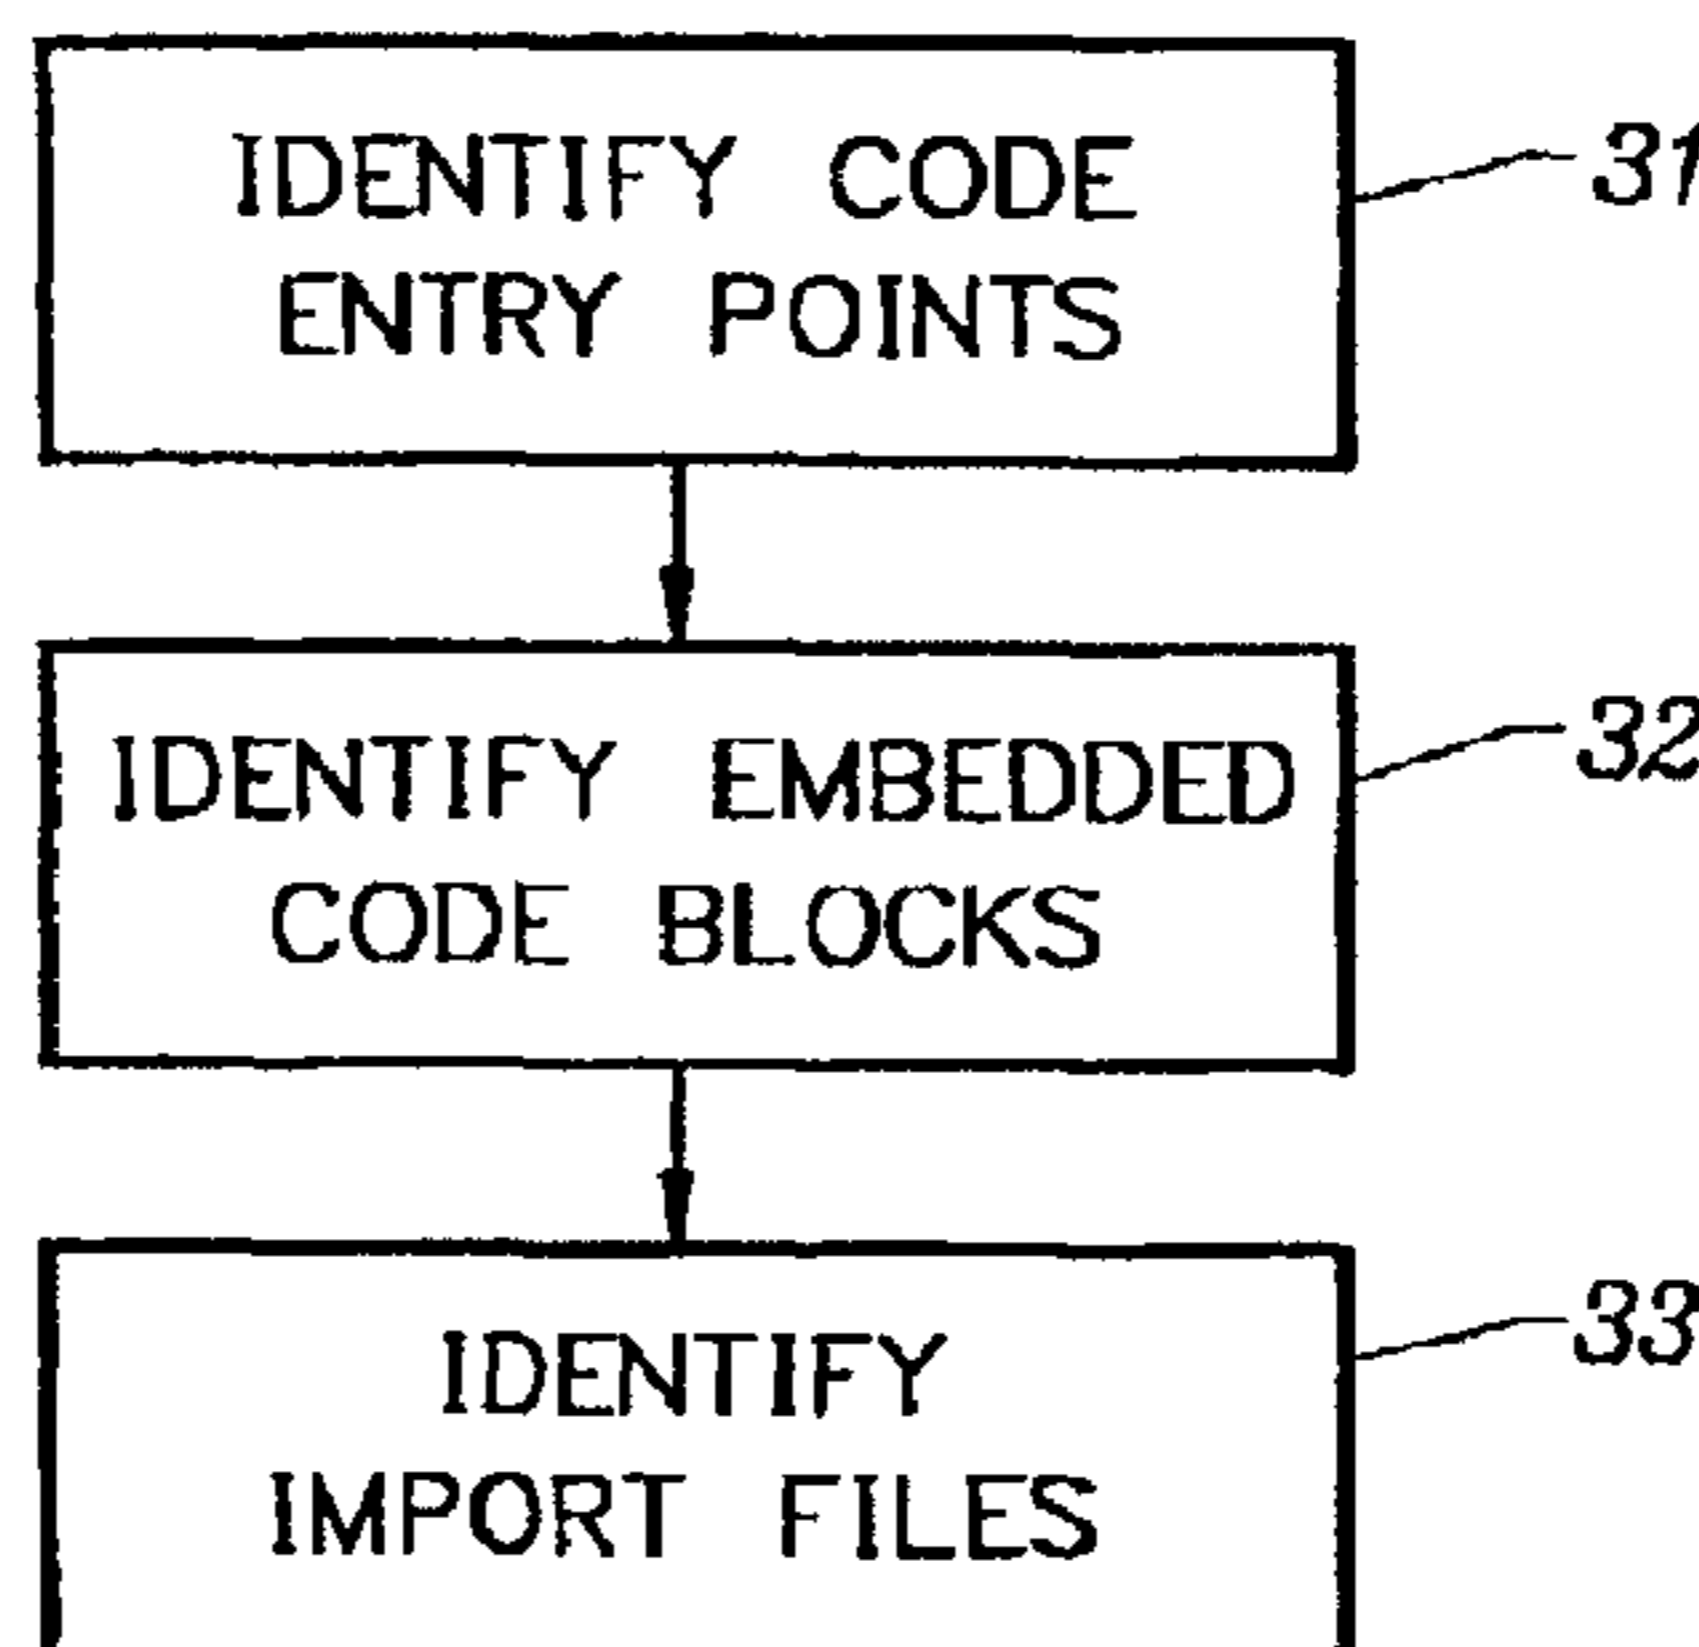 IDENTIFY CODE
ENTRY POINTS
31
IDENTIFY EMBEDDED
CODE BLOCKS
32
IDENTIFY
IMPORT FILES
33